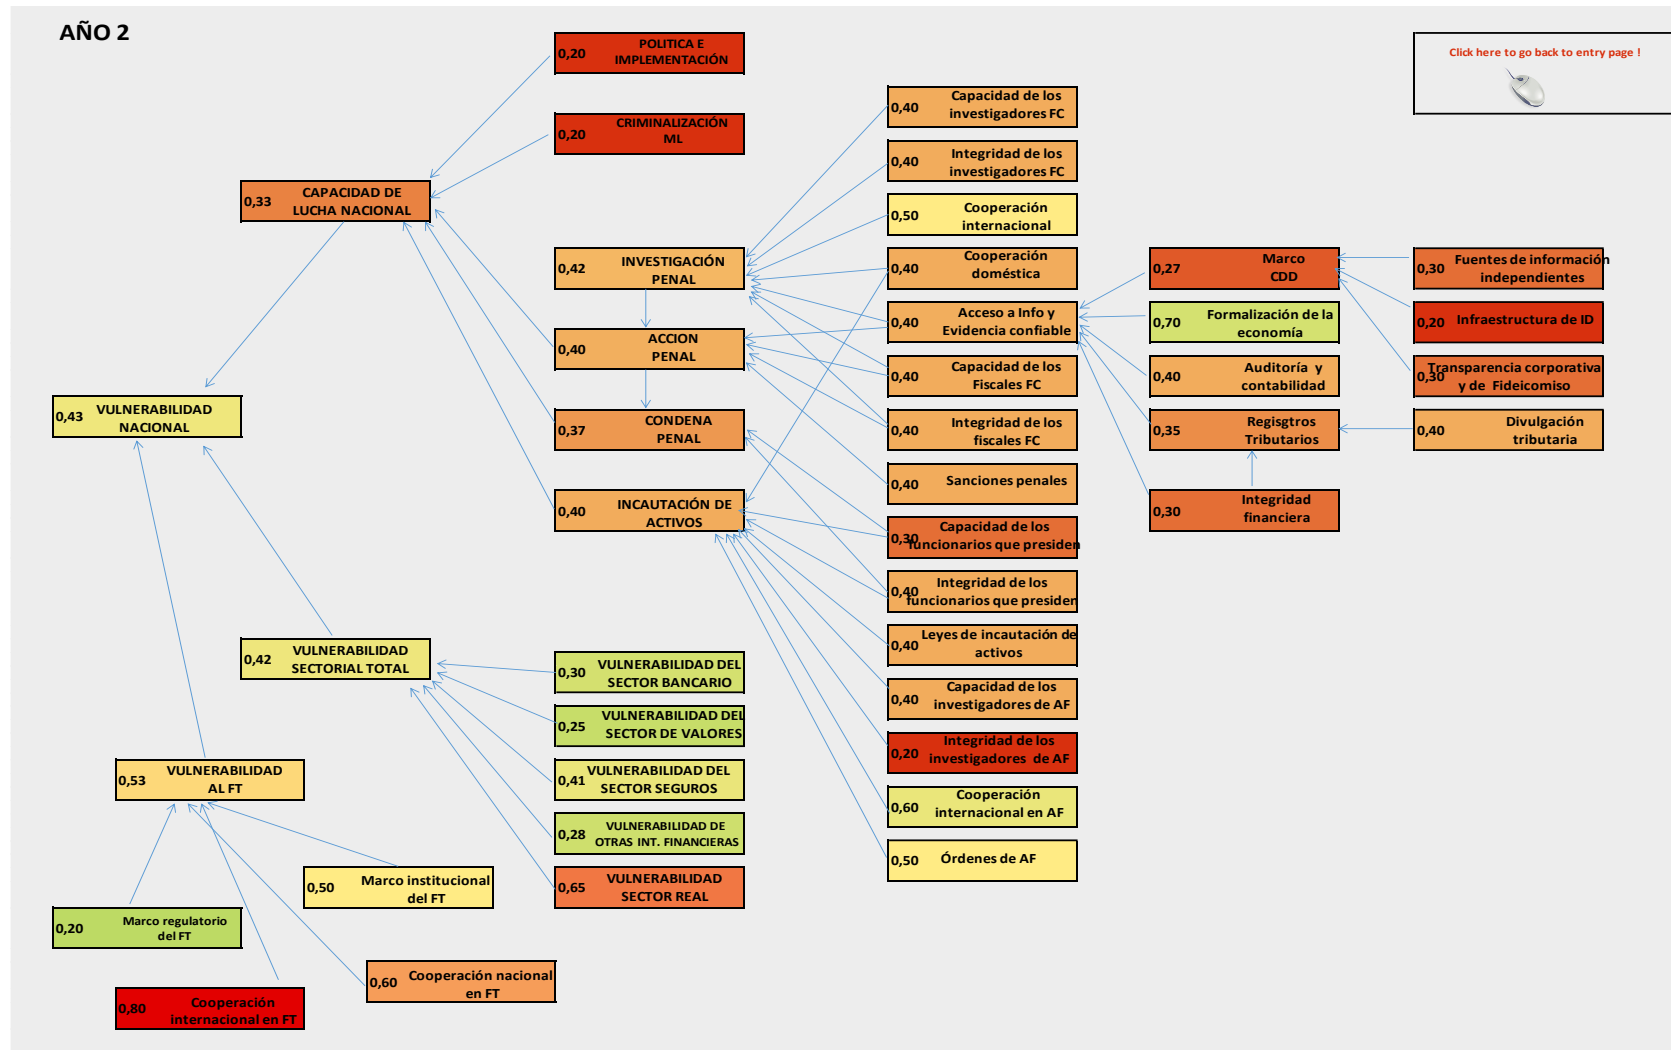 AÑO 2
Click here to go back to entry page !
0,20 POLITICA E
IMPLEMENTACIÓN
0,20 CRIMINALIZACIÓN
ML
0,33 CAPACIDAD DE
LUCHA NACIONAL
0,42 INVESTIGACIÓN
PENAL
0,40 ACCION
PENAL
0,37 CONDENA
PENAL
0,40 INCAUTACIÓN DE
ACTIVOS
0,43 VULNERABILIDAD
NACIONAL
0,42 VULNERABILIDAD
SECTORIAL TOTAL
0,30 VULNERABILIDAD DEL
SECTOR BANCARIO
0,25 VULNERABILIDAD DEL
SECTOR DE VALORES
0,41 VULNERABILIDAD DEL
SECTOR SEGUROS
0,28 VULNERABILIDAD DE
OTRAS INT. FINANCIERAS
0,65 VULNERABILIDAD
SECTOR REAL
0,53 VULNERABILIDAD
AL FT
0,50 Marco institucional
del FT
0,20 Marco regulatorio
del FT
0,60 Cooperación nacional
en FT
0,80 Cooperación
internacional en FT
0,40 Capacidad de los
investigadores FC
0,40 Integridad de los
investigadores FC
0,50 Cooperación
internacional
0,40 Cooperación
doméstica
0,40 Acceso a Info y
Evidencia confiable
0,40 Capacidad de los
Fiscales FC
0,40 Integridad de los
fiscales FC
0,40 Sanciones penales
0,30 Capacidad de los
funcionarios que presiden
0,40 Integridad de los
funcionarios que presiden
0,40 Leyes de incautación de
activos
0,40 Capacidad de los
investigadores de AF
0,20 Integridad de los
investigadores de AF
0,60 Cooperación
internacional en AF
0,50 Órdenes de AF
0,27 Marco
CDD
0,70 Formalización de la
economía
0,40 Auditoría y
contabilidad
0,35 Regisgtros
Tributarios
0,30 Integridad
financiera
0,30 Fuentes de información
independientes
0,20 Infraestructura de ID
0,30 Transparencia corporativa
y de Fideicomiso
0,40 Divulgación
tributaria